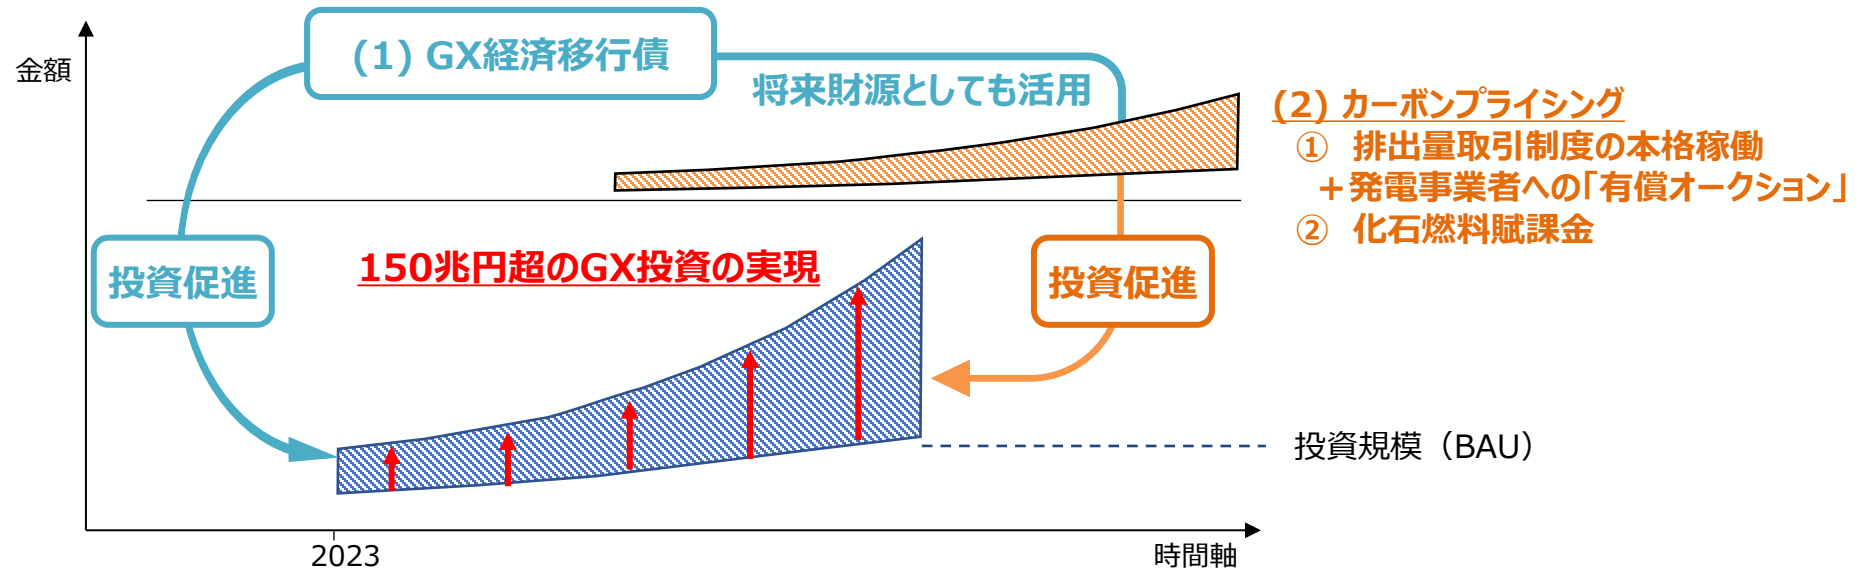 金額
(1) GX経済移行債
将来財源としても活用
(2) カーボンプライシング
① 排出量取引制度の本格稼働
＋発電事業者への「有償オークション」
② 化石燃料賦課金
投資促進
150兆円超のGX投資の実現
投資促進
投資規模（BAU）
2023
時間軸